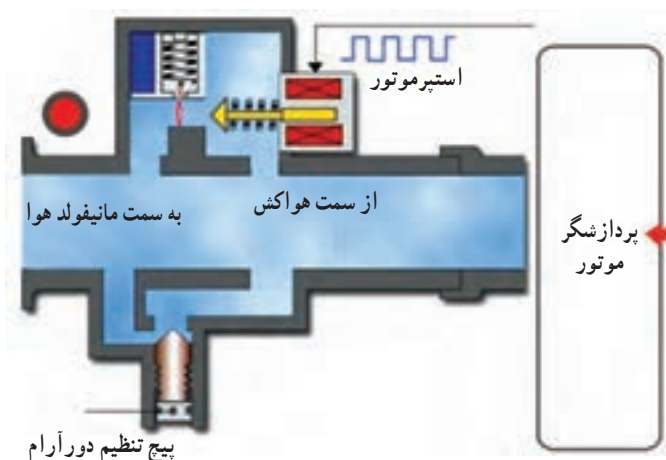 استپرموتور
از سمت هواکش
به سمت مانیفولد هوا
پردازشگر
موتور
پیچ تنظیم دورآرام